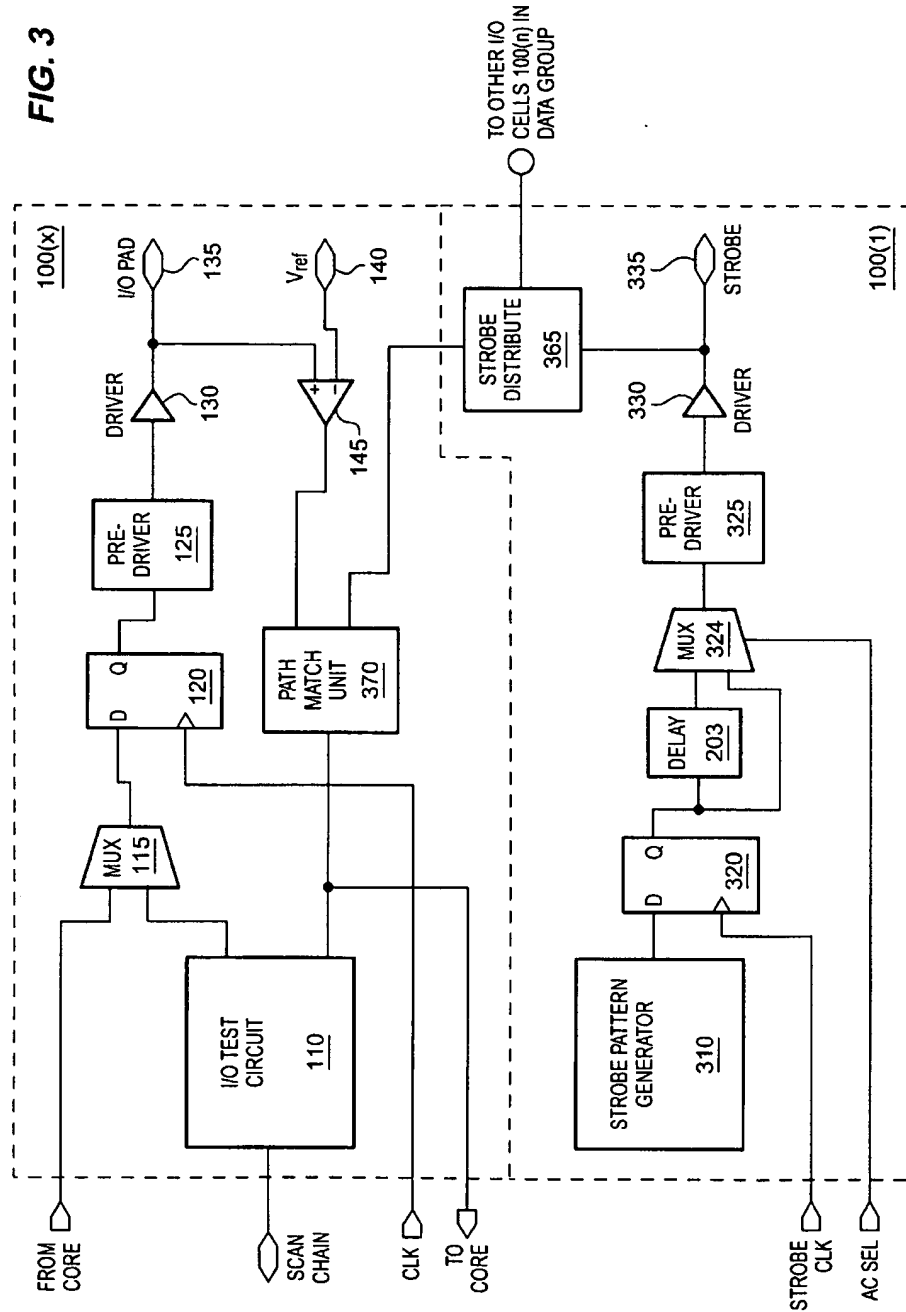 FIG. 3
100(x)
FROM
CORE
SCAN
CHAIN
CLK
TO
CORE
I/O TEST
CIRCUIT
110
MUX
115
D
Q
120
PRE-
DRIVER
125
DRIVER
130
I/O PAD
135
Vref
140
+
−
145
PATH
MATCH
UNIT
370
STROBE
DISTRIBUTE
365
TO OTHER I/O
CELLS 100(n) IN
DATA GROUP
100(1)
STROBE
CLK
AC SEL
STROBE PATTERN
GENERATOR
310
D
Q
320
DELAY
203
MUX
324
PRE-
DRIVER
325
330
DRIVER
335
STROBE